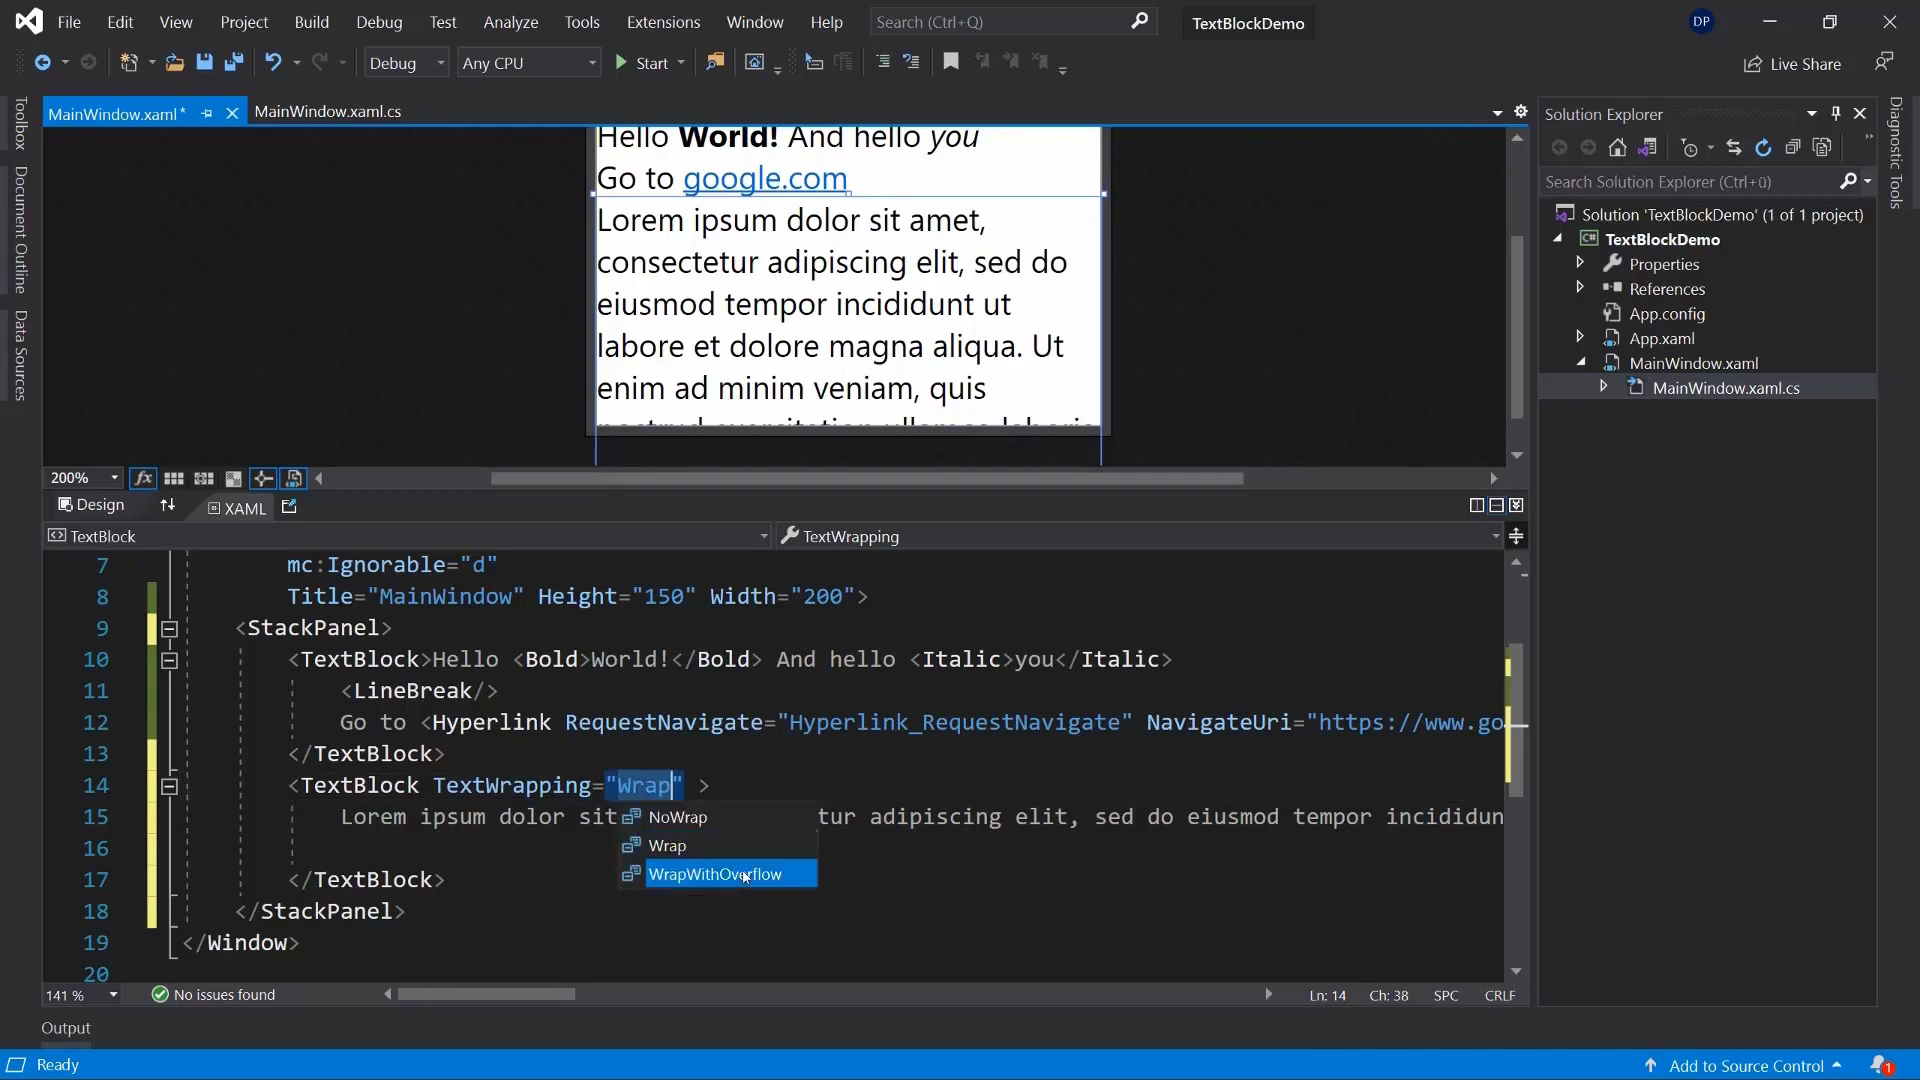 File Edit View Project Build Debug Test Analyze Tools Extensions Window Help Search (Ctrl+Q) TextBlockDemo DP
Debug Any CPU Start Live Share
MainWindow.xaml* MainWindow.xaml.cs
Toolbox
Document Outline
Data Sources
Hello World! And hello you
Go to google.com
Lorem ipsum dolor sit amet,
consectetur adipiscing elit, sed do
eiusmod tempor incididunt ut
labore et dolore magna aliqua. Ut
enim ad minim veniam, quis
200% fx
Design XAML
TextBlock TextWrapping
7 mc:Ignorable="d"
8 Title="MainWindow" Height="150" Width="200">
9 <StackPanel>
10 <TextBlock>Hello <Bold>World!</Bold> And hello <Italic>you</Italic>
11 <LineBreak/>
12 Go to <Hyperlink RequestNavigate="Hyperlink_RequestNavigate" NavigateUri="https://www.go
13 </TextBlock>
14 <TextBlock TextWrapping="Wrap" >
15 Lorem ipsum dolor sit tur adipiscing elit, sed do eiusmod tempor incididun
16
17 </TextBlock>
18 </StackPanel>
19 </Window>
20
NoWrap
Wrap
WrapWithOverflow
141 % No issues found Ln: 14 Ch: 38 SPC CRLF
Output
Ready Add to Source Control 1
Solution Explorer
Search Solution Explorer (Ctrl+ü)
Solution 'TextBlockDemo' (1 of 1 project)
C# TextBlockDemo
Properties
References
App.config
App.xaml
MainWindow.xaml
MainWindow.xaml.cs
Diagnostic Tools